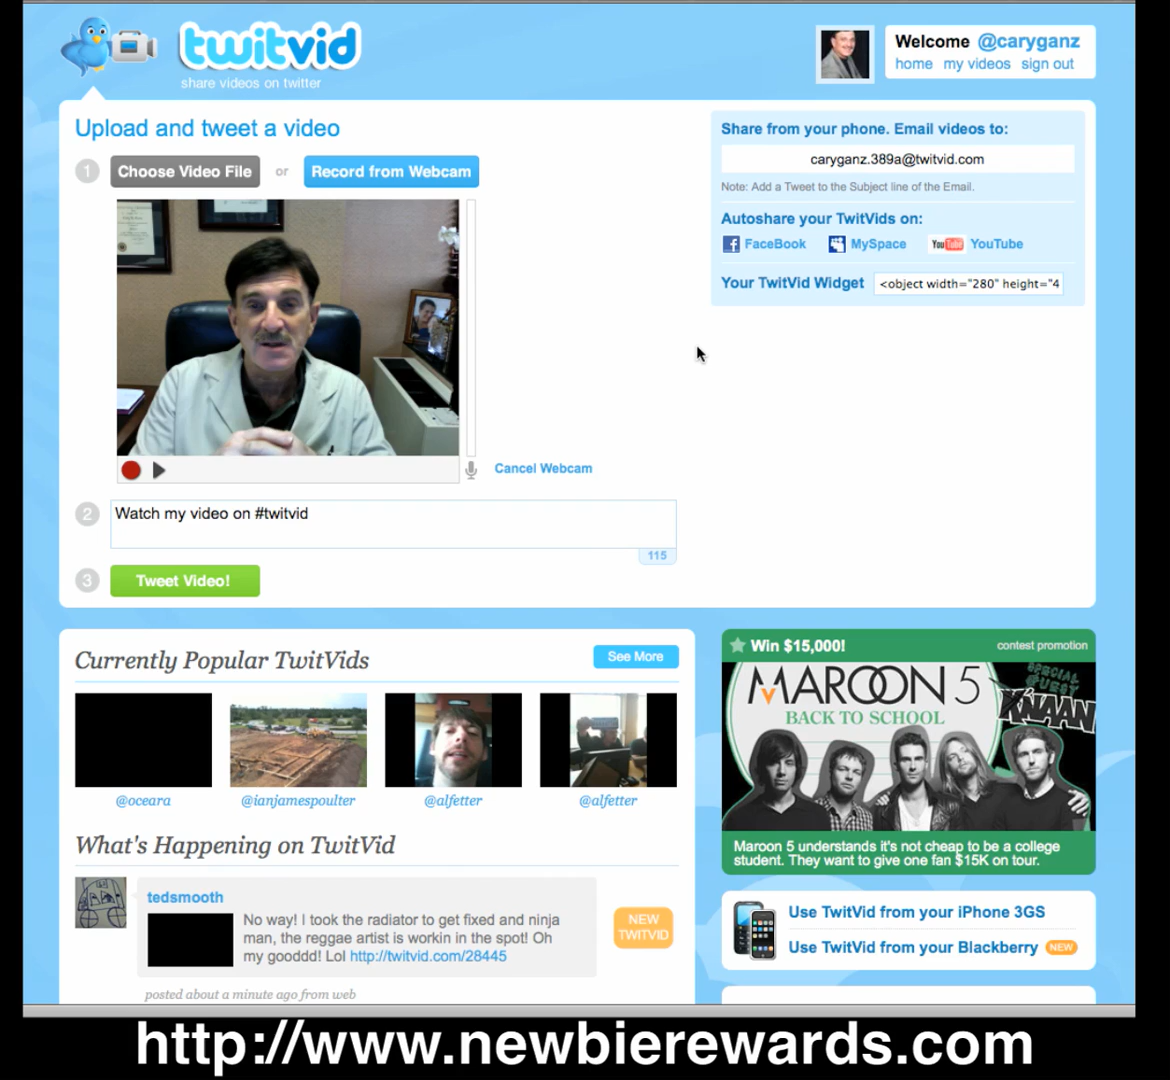 twitvid
share videos on twitter
Welcome @caryganz
home my videos sign out
Upload and tweet a video
1 Choose Video File or Record from Webcam
Cancel Webcam
2 Watch my video on #twitvid
115
3 Tweet Video!
Share from your phone. Email videos to:
caryganz.389a@twitvid.com
Note: Add a Tweet to the Subject line of the Email.
Autoshare your TwitVids on:
f FaceBook MySpace YouTube YouTube
Your TwitVid Widget <object width="280" height="4
Currently Popular TwitVids
See More
@oceara @ianjamespoulter @alfetter @alfetter
What's Happening on TwitVid
tedsmooth
No way! I took the radiator to get fixed and ninja
man, the reggae artist is workin in the spot! Oh
my gooddd! Lol http://twitvid.com/28445
NEW
TWITVID
posted about a minute ago from web
Win $15,000! contest promotion
MAROON 5
BACK TO SCHOOL
SPECIAL
GUEST
K'NAAN
Maroon 5 understands it's not cheap to be a college
student. They want to give one fan $15K on tour.
Use TwitVid from your iPhone 3GS
Use TwitVid from your Blackberry NEW
http://www.newbierewards.com